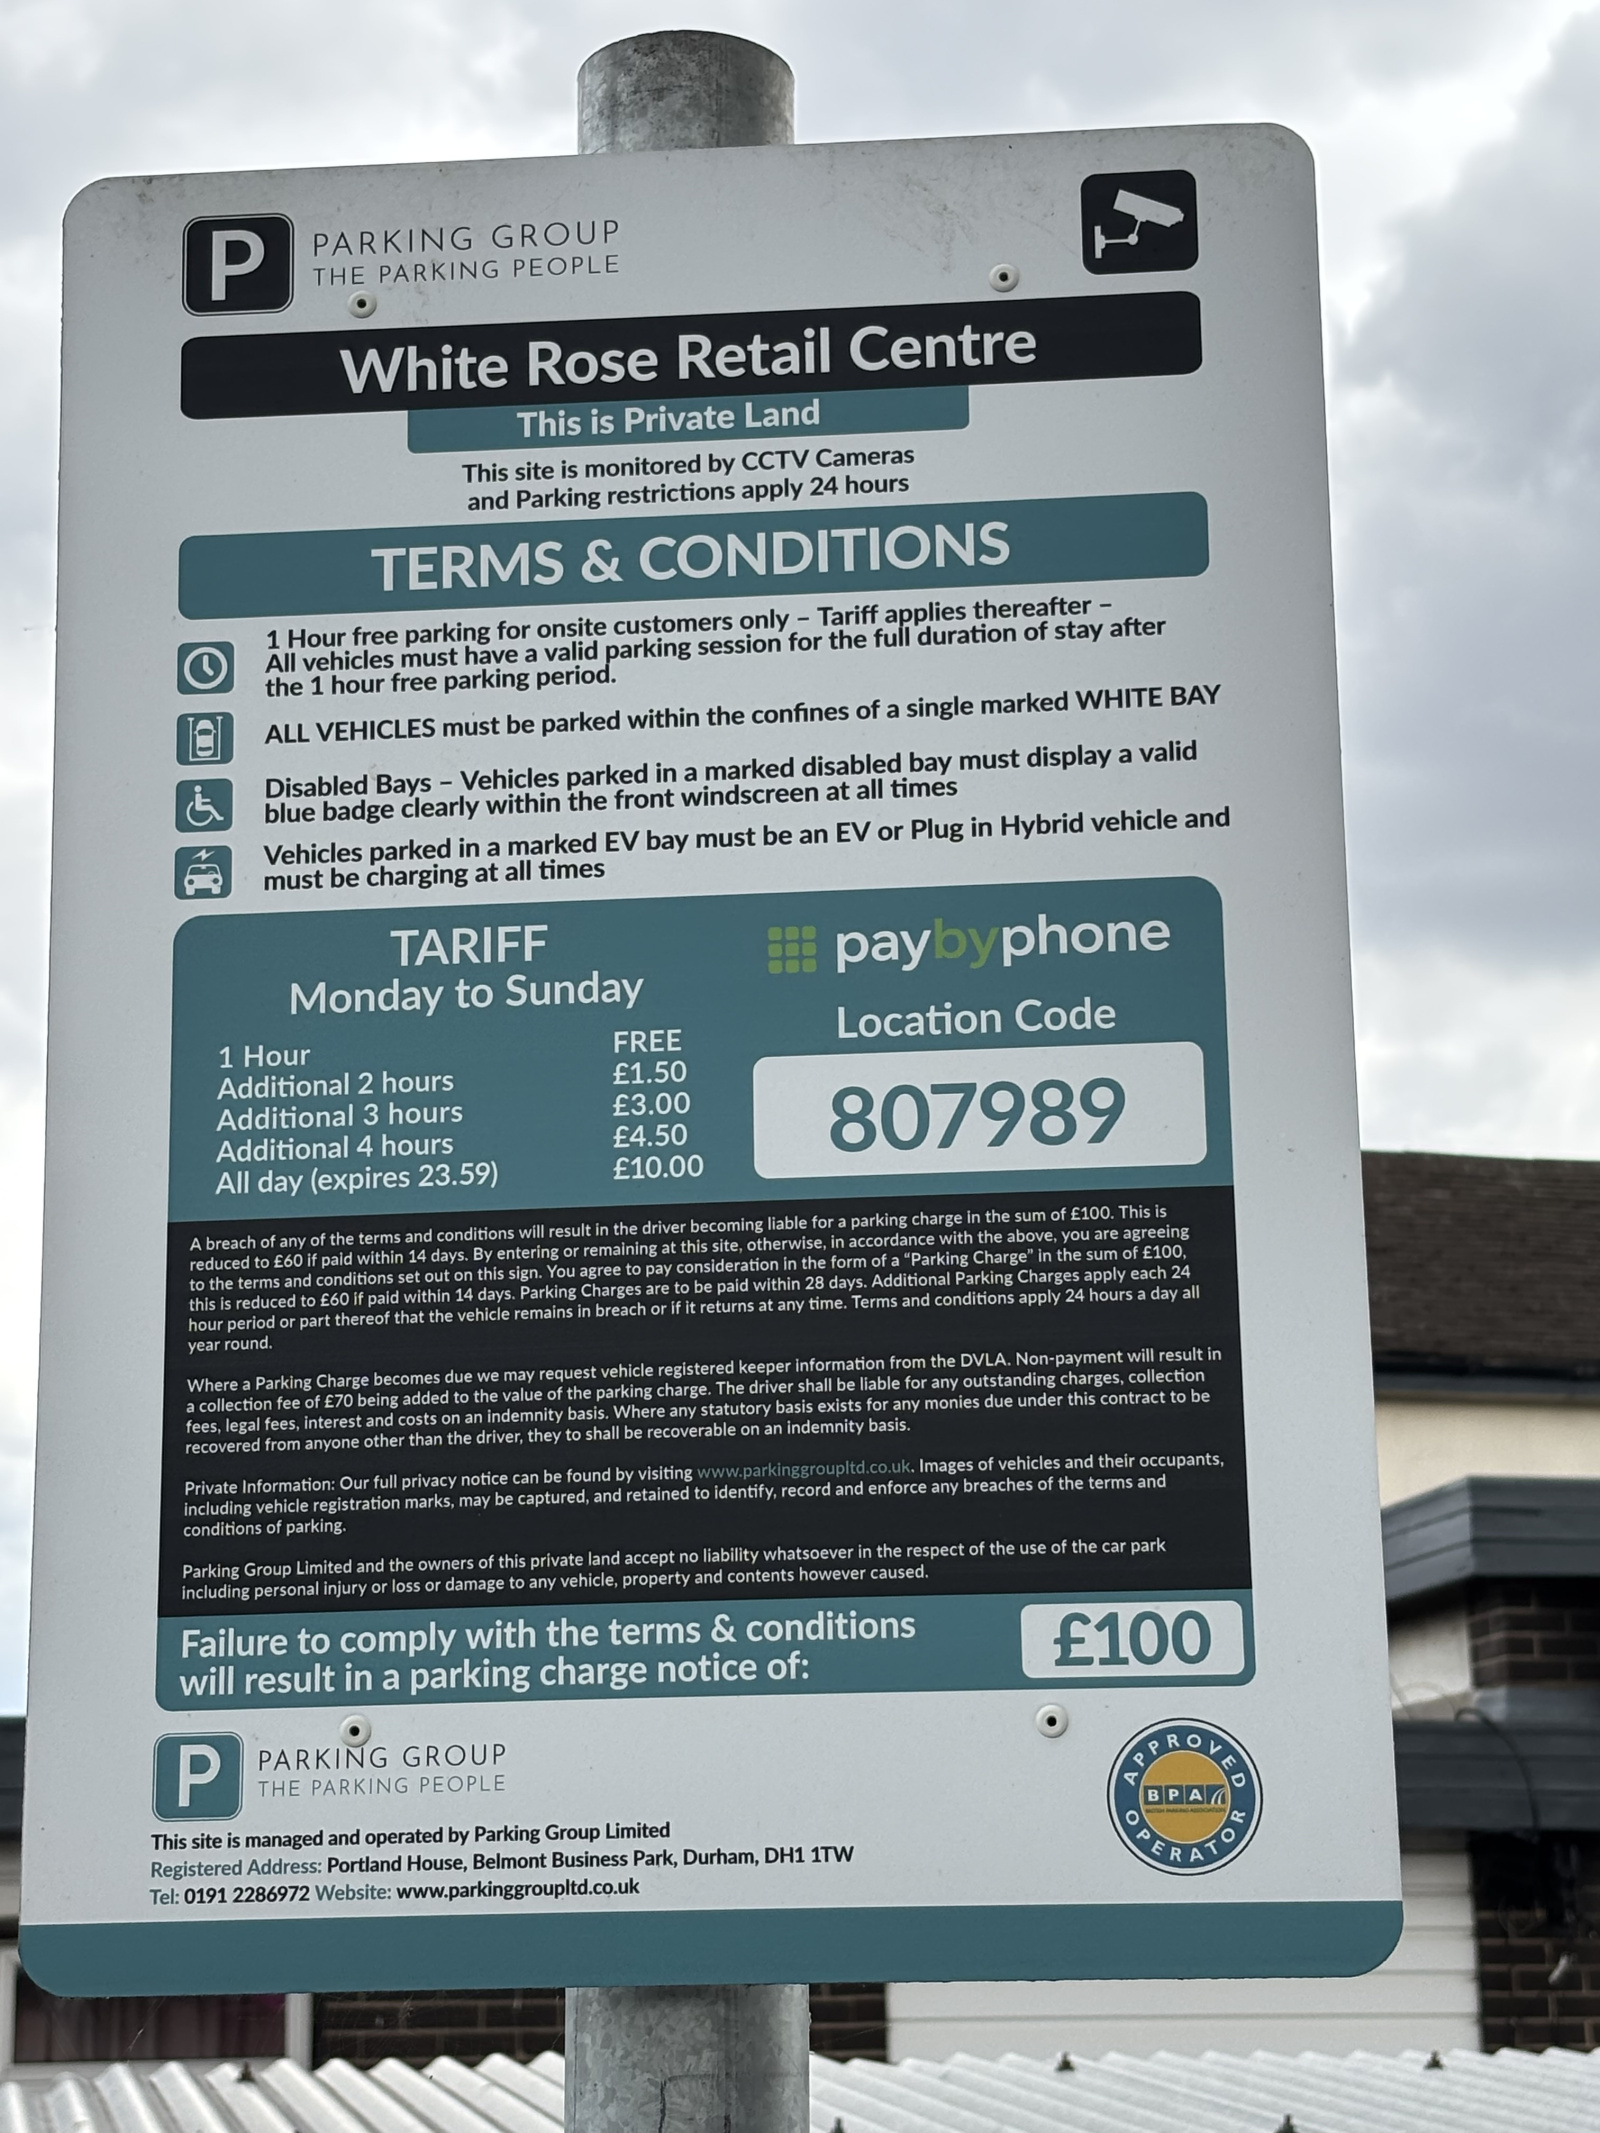 P PARKING GROUP
THE PARKING PEOPLE
White Rose Retail Centre
This is Private Land
This site is monitored by CCTV Cameras
and Parking restrictions apply 24 hours
TERMS & CONDITIONS
1 Hour free parking for onsite customers only – Tariff applies thereafter –
All vehicles must have a valid parking session for the full duration of stay after
the 1 hour free parking period.
ALL VEHICLES must be parked within the confines of a single marked WHITE BAY
Disabled Bays – Vehicles parked in a marked disabled bay must display a valid
blue badge clearly within the front windscreen at all times
Vehicles parked in a marked EV bay must be an EV or Plug in Hybrid vehicle and
must be charging at all times
TARIFF
Monday to Sunday
1 Hour FREE
Additional 2 hours £1.50
Additional 3 hours £3.00
Additional 4 hours £4.50
All day (expires 23.59) £10.00
paybyphone
Location Code
807989
A breach of any of the terms and conditions will result in the driver becoming liable for a parking charge in the sum of £100. This is
reduced to £60 if paid within 14 days. By entering or remaining at this site, otherwise, in accordance with the above, you are agreeing
to the terms and conditions set out on this sign. You agree to pay consideration in the form of a “Parking Charge” in the sum of £100,
this is reduced to £60 if paid within 14 days. Parking Charges are to be paid within 28 days. Additional Parking Charges apply each 24
hour period or part thereof that the vehicle remains in breach or if it returns at any time. Terms and conditions apply 24 hours a day all
year round.
Where a Parking Charge becomes due we may request vehicle registered keeper information from the DVLA. Non-payment will result in
a collection fee of £70 being added to the value of the parking charge. The driver shall be liable for any outstanding charges, collection
fees, legal fees, interest and costs on an indemnity basis. Where any statutory basis exists for any monies due under this contract to be
recovered from anyone other than the driver, they to shall be recoverable on an indemnity basis.
Private Information: Our full privacy notice can be found by visiting www.parkinggroupltd.co.uk. Images of vehicles and their occupants,
including vehicle registration marks, may be captured, and retained to identify, record and enforce any breaches of the terms and
conditions of parking.
Parking Group Limited and the owners of this private land accept no liability whatsoever in the respect of the use of the car park
including personal injury or loss or damage to any vehicle, property and contents however caused.
Failure to comply with the terms & conditions
will result in a parking charge notice of:
£100
P PARKING GROUP
THE PARKING PEOPLE
This site is managed and operated by Parking Group Limited
Registered Address: Portland House, Belmont Business Park, Durham, DH1 1TW
Tel: 0191 2286972 Website: www.parkinggroupltd.co.uk
APPROVED
BPA
BRITISH PARKING ASSOCIATION
OPERATOR